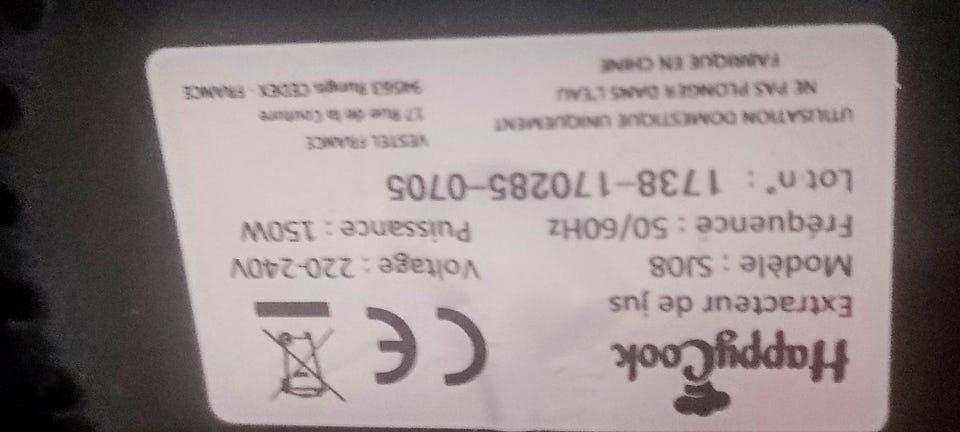 HappyCook
Extracteur de jus
Modèle : SJ08 Voltage : 220-240V
Fréquence : 50/60Hz Puissance : 150W
Lot n° : 1738-170285-0705
UTILISATION DOMESTIQUE UNIQUEMENT
NE PAS PLONGER DANS L'EAU
FABRIQUE EN CHINE
VESTEL FRANCE
17 Rue de la Couture
94563 Rungis CEDEX - FRANCE